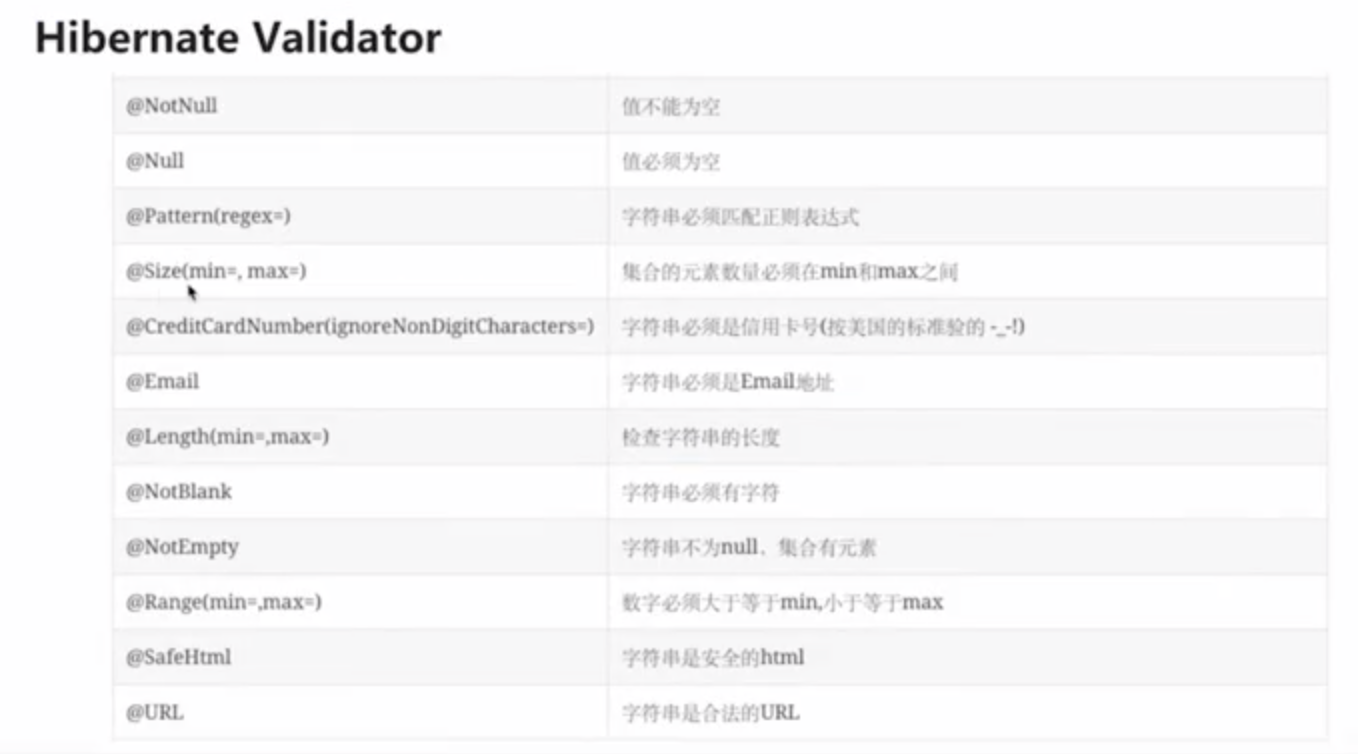 Hibernate Validator
@NotNull 值不能为空
@Null 值必须为空
@Pattern(regex=) 字符串必须匹配正则表达式
@Size(min=, max=) 集合的元素数量必须在min和max之间
@CreditCardNumber(ignoreNonDigitCharacters=) 字符串必须是信用卡号(按美国的标准验的 -_-!)
@Email 字符串必须是Email地址
@Length(min=,max=) 检查字符串的长度
@NotBlank 字符串必须有字符
@NotEmpty 字符串不为null、集合有元素
@Range(min=,max=) 数字必须大于等于min,小于等于max
@SafeHtml 字符串是安全的html
@URL 字符串是合法的URL